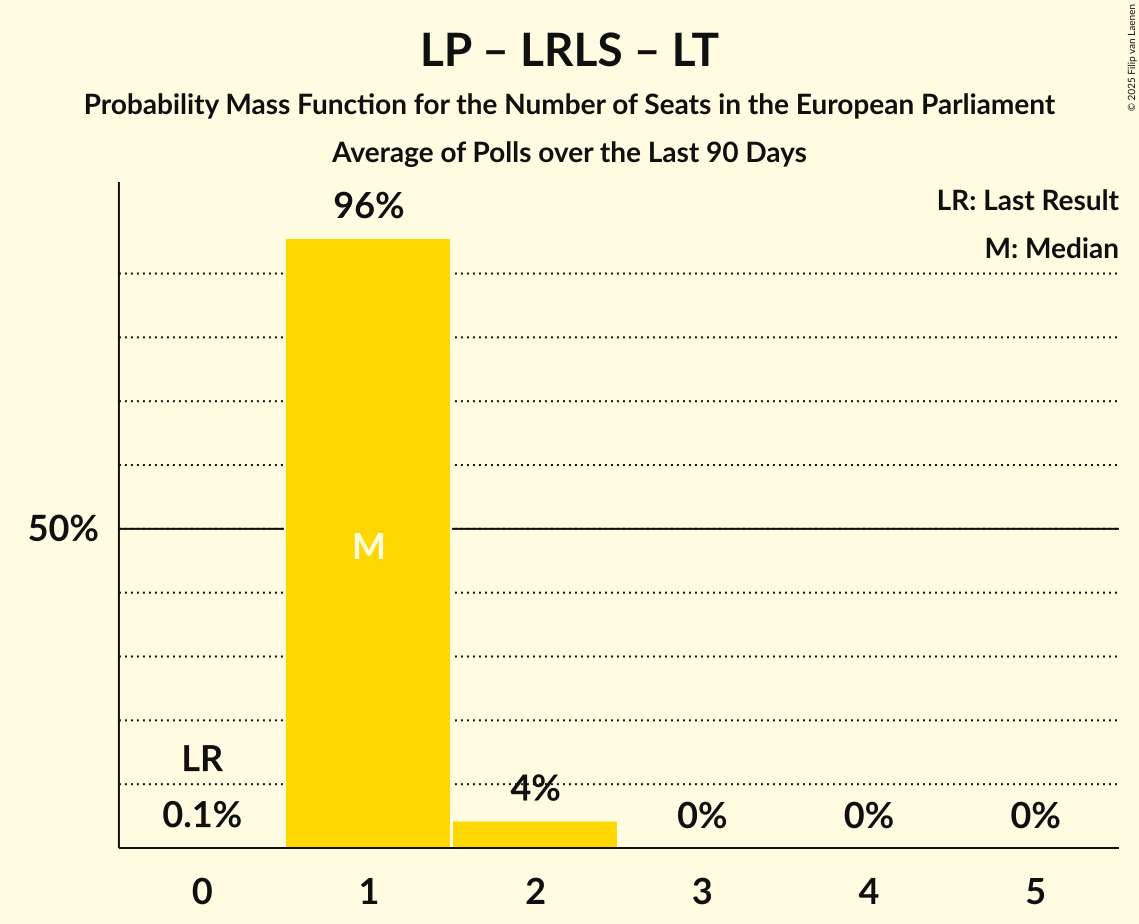 LP – LRLS – LT
Probability Mass Function for the Number of Seats in the European Parliament
Average of Polls over the Last 90 Days
© 2025 Filip van Laenen
LR: Last Result
M: Median
96%
50%
M
LR
0.1%
4%
0%
0%
0%
0
1
2
3
4
5